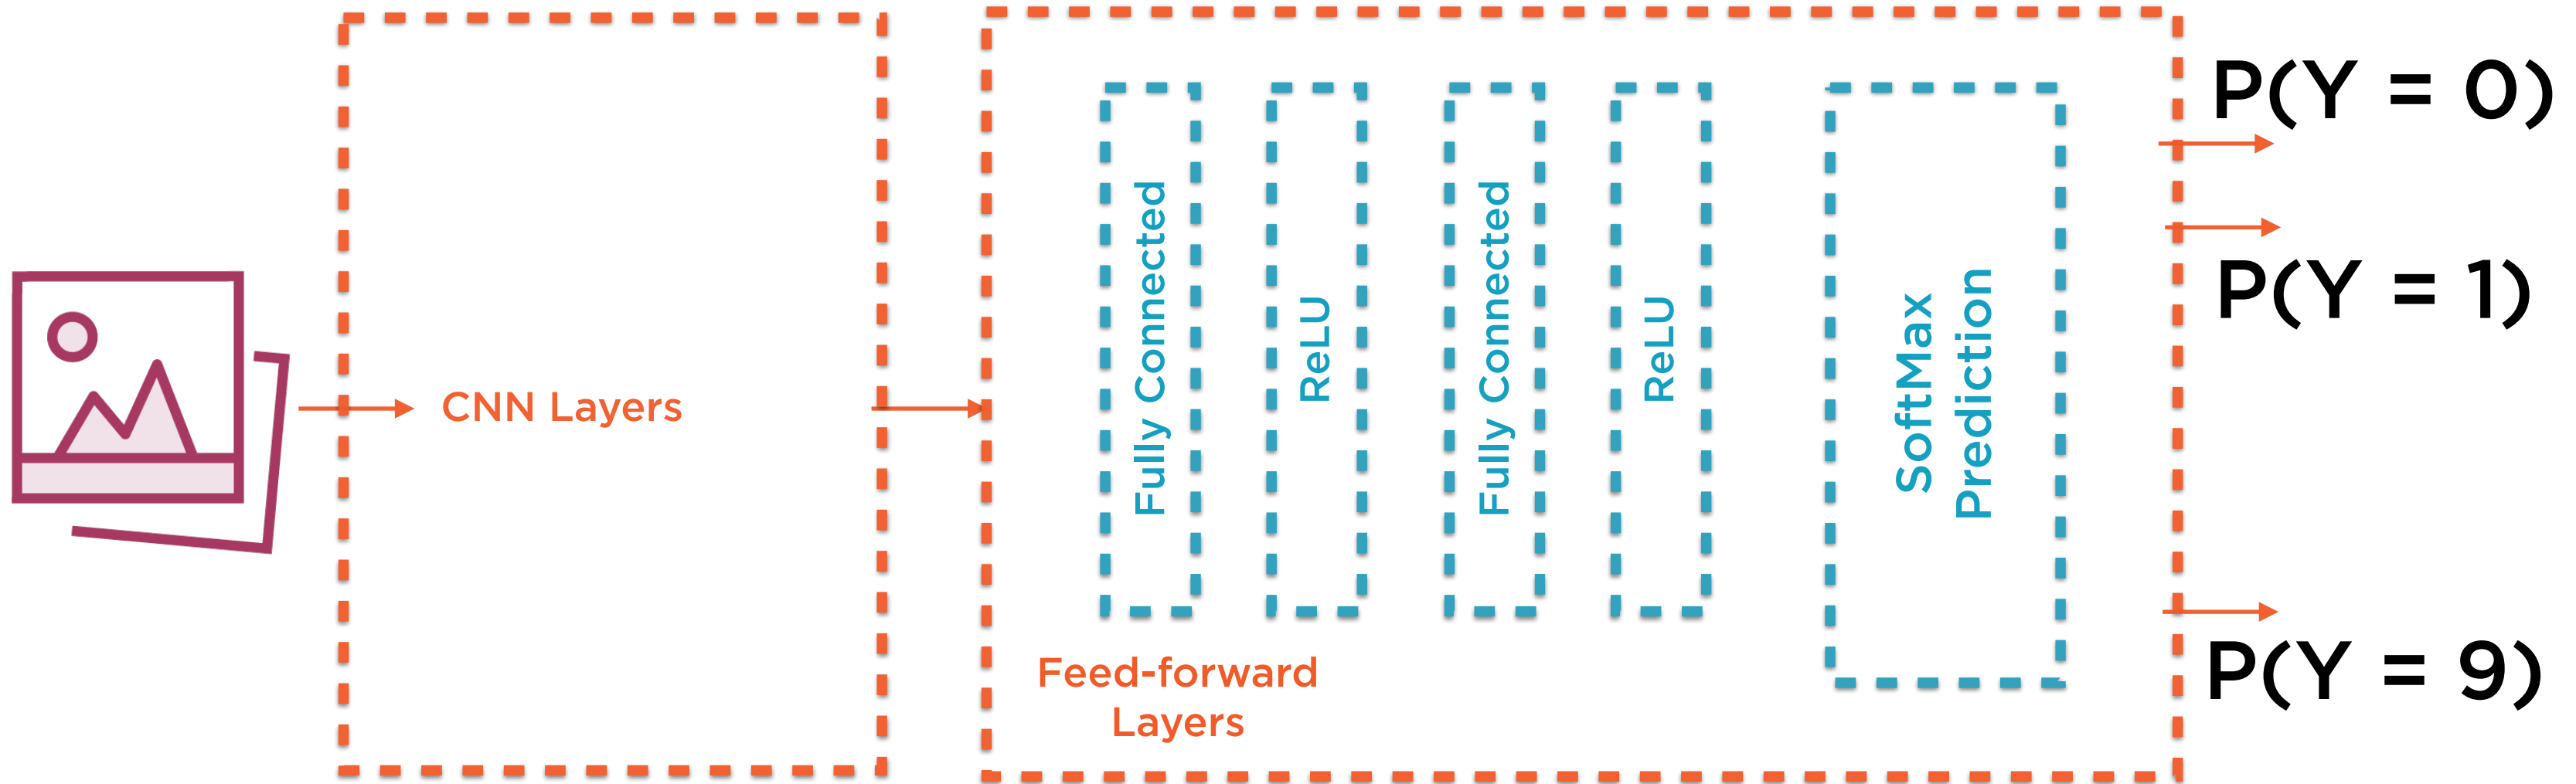 CNN Layers
Fully Connected
ReLU
Fully Connected
ReLU
SoftMax
Prediction
Feed-forward
Layers
P(Y = 0)
P(Y = 1)
P(Y = 9)